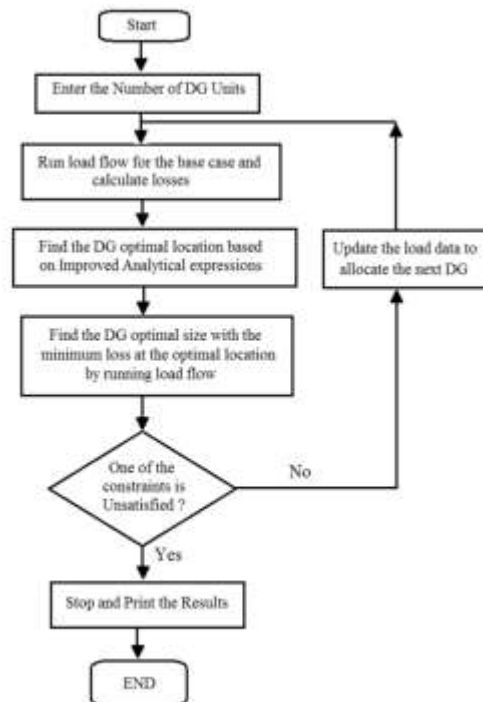 Start
Enter the Number of DG Units
Run load flow for the base case and
calculate losses
Find the DG optimal location based
on Improved Analytical expressions
Update the load data to
allocate the next DG
Find the DG optimal size with the
minimum loss at the optimal location
by running load flow
One of the
constraints is
Unsatisfied ?
No
Yes
Stop and Print the Results
END